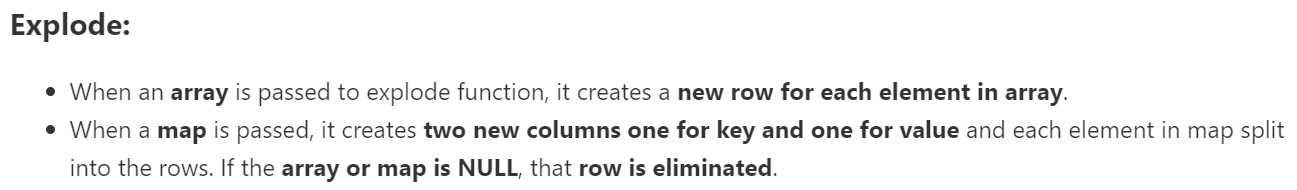 Explode:
• When an array is passed to explode function, it creates a new row for each element in array.
• When a map is passed, it creates two new columns one for key and one for value and each element in map split
into the rows. If the array or map is NULL, that row is eliminated.